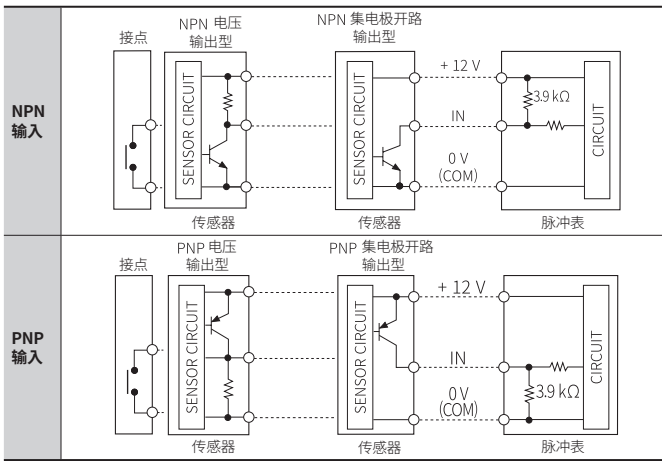 NPN
输入
接点
NPN 电压
输出型
SENSOR CIRCUIT
传感器
NPN 集电极开路
输出型
SENSOR CIRCUIT
传感器
+ 12 V
IN
0 V
(COM)
3.9 kΩ
CIRCUIT
脉冲表
PNP
输入
接点
PNP 电压
输出型
SENSOR CIRCUIT
传感器
PNP 集电极开路
输出型
SENSOR CIRCUIT
传感器
+ 12 V
IN
0 V
(COM)
3.9 kΩ
CIRCUIT
脉冲表